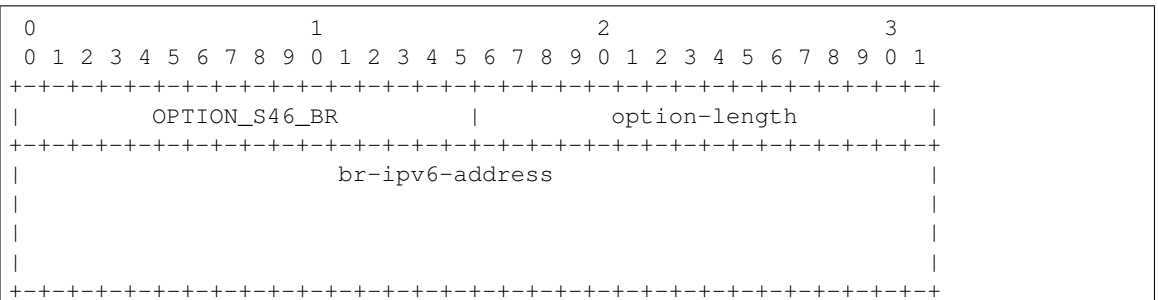 0                   1                   2                   3
 0 1 2 3 4 5 6 7 8 9 0 1 2 3 4 5 6 7 8 9 0 1 2 3 4 5 6 7 8 9 0 1
+-+-+-+-+-+-+-+-+-+-+-+-+-+-+-+-+-+-+-+-+-+-+-+-+-+-+-+-+-+-+-+-+
|         OPTION_S46_BR         |         option-length         |
+-+-+-+-+-+-+-+-+-+-+-+-+-+-+-+-+-+-+-+-+-+-+-+-+-+-+-+-+-+-+-+-+
|                      br-ipv6-address                          |
|                                                               |
|                                                               |
|                                                               |
+-+-+-+-+-+-+-+-+-+-+-+-+-+-+-+-+-+-+-+-+-+-+-+-+-+-+-+-+-+-+-+-+